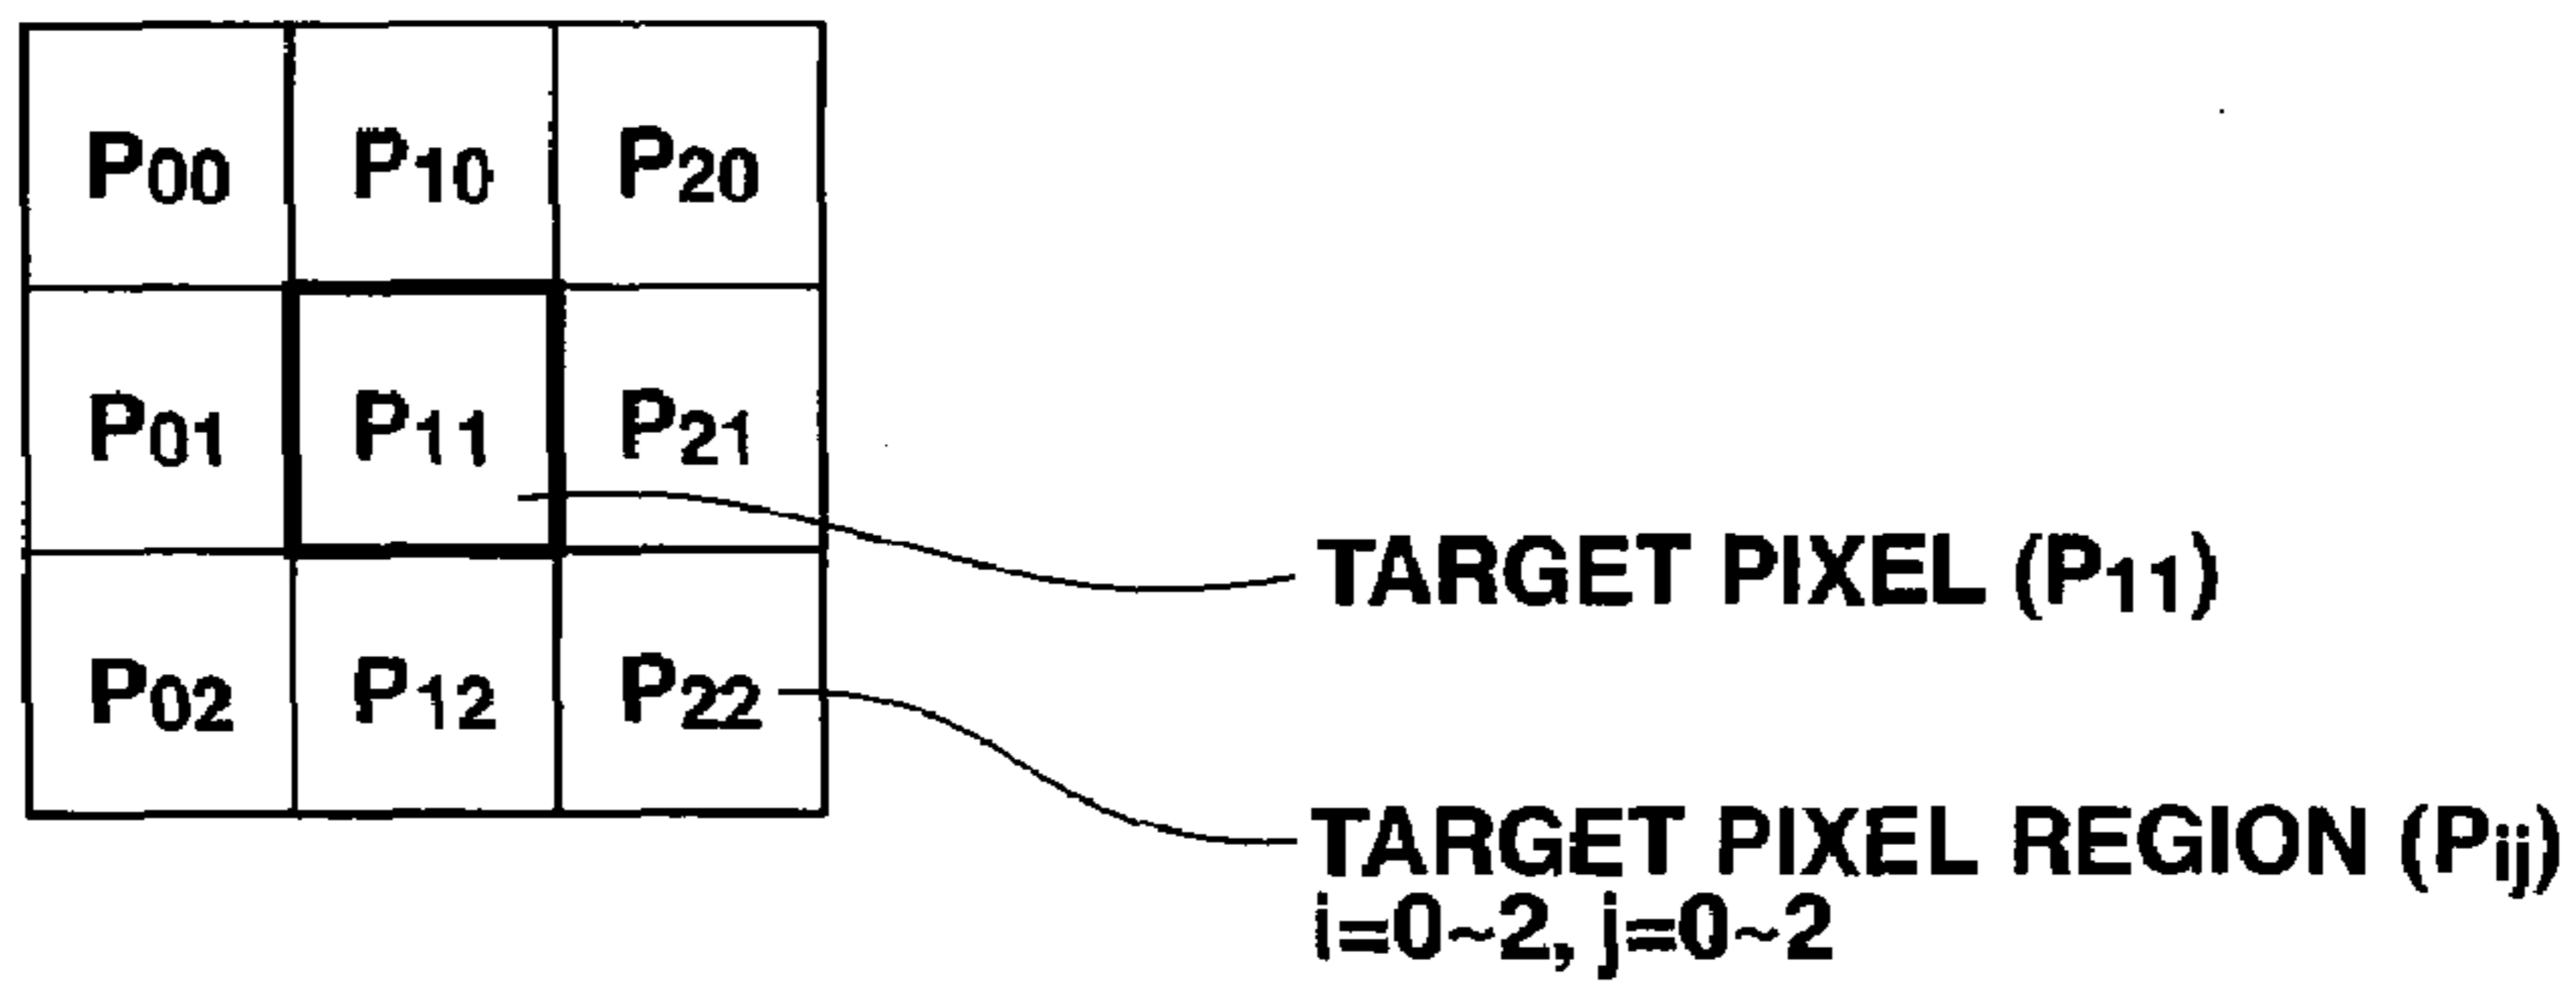 P00 P10 P20
P01 P11 P21
TARGET PIXEL (P11)
P02 P12 P22
TARGET PIXEL REGION (Pij)
i=0~2, j=0~2